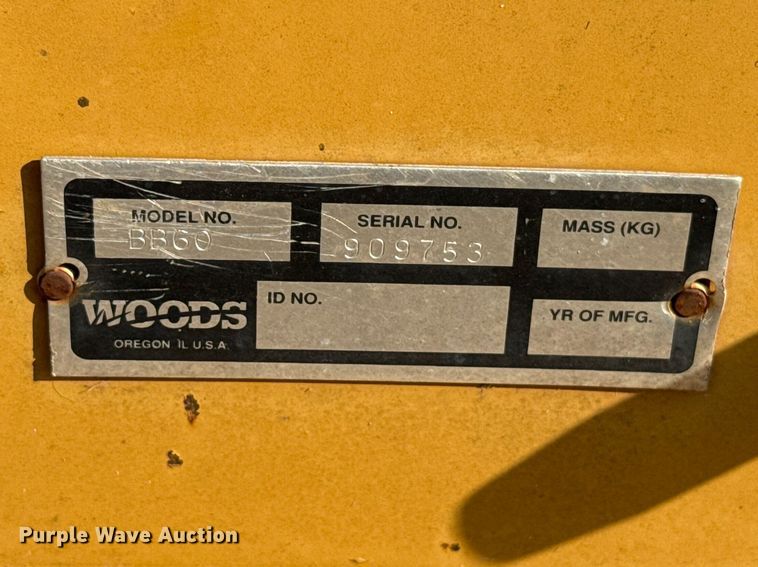 MODEL NO.
BB60
SERIAL NO.
909753
MASS (KG)
WOODS
OREGON IL U.S.A
ID NO.
YR OF MFG.
Purple Wave Auction®